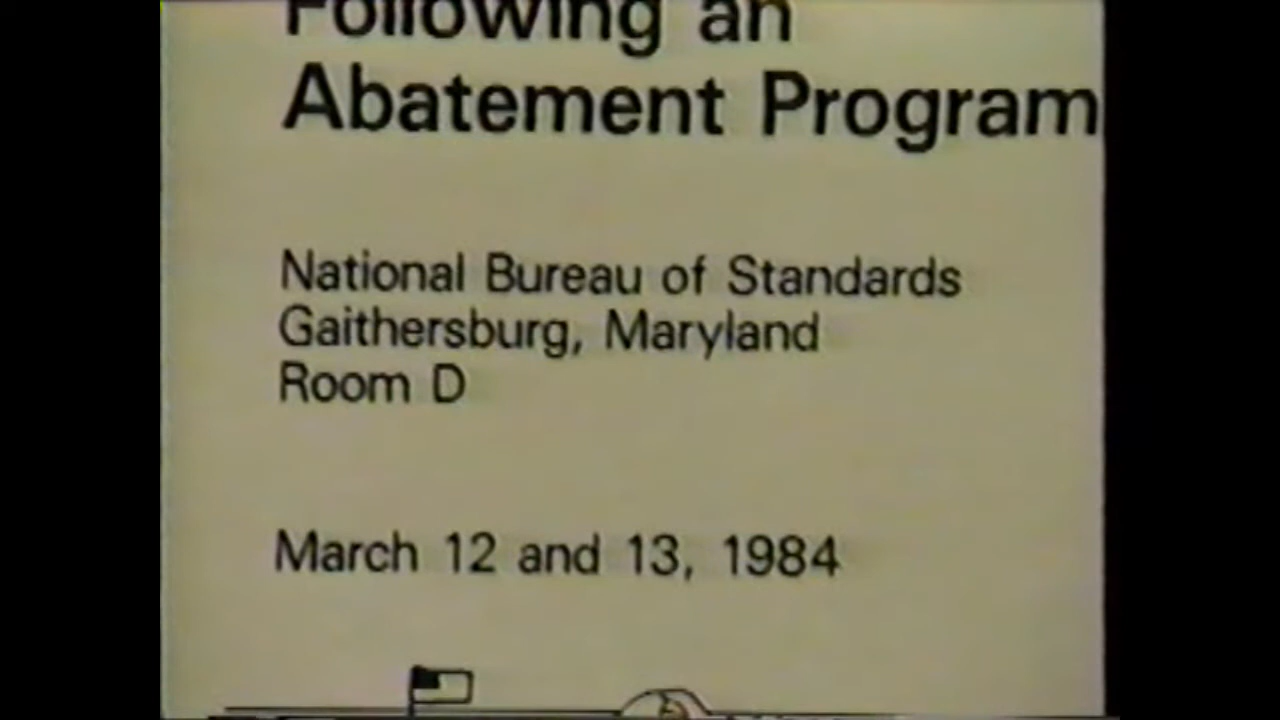 Following an
Abatement Program
National Bureau of Standards
Gaithersburg, Maryland
Room D
March 12 and 13, 1984